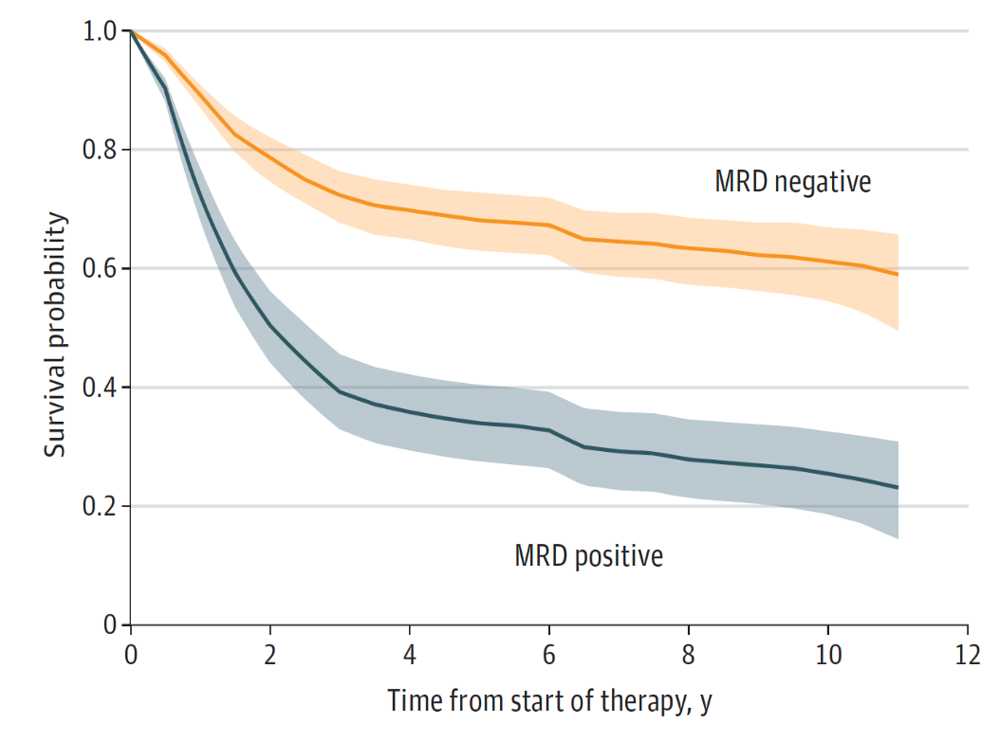 1.0
0.8
MRD negative
Survival probability
0.6
0.4
0.2
MRD positive
0
0 2 4 6 8 10 12
Time from start of therapy, y